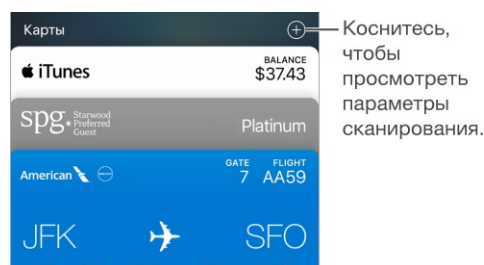 Карты
Коснитесь,
чтобы
просмотреть
параметры
сканирования.
iTunes
BALANCE
$37.43
spg.
Starwood
Preferred
Guest
Platinum
American
GATE
7
FLIGHT
AA59
JFK
SFO